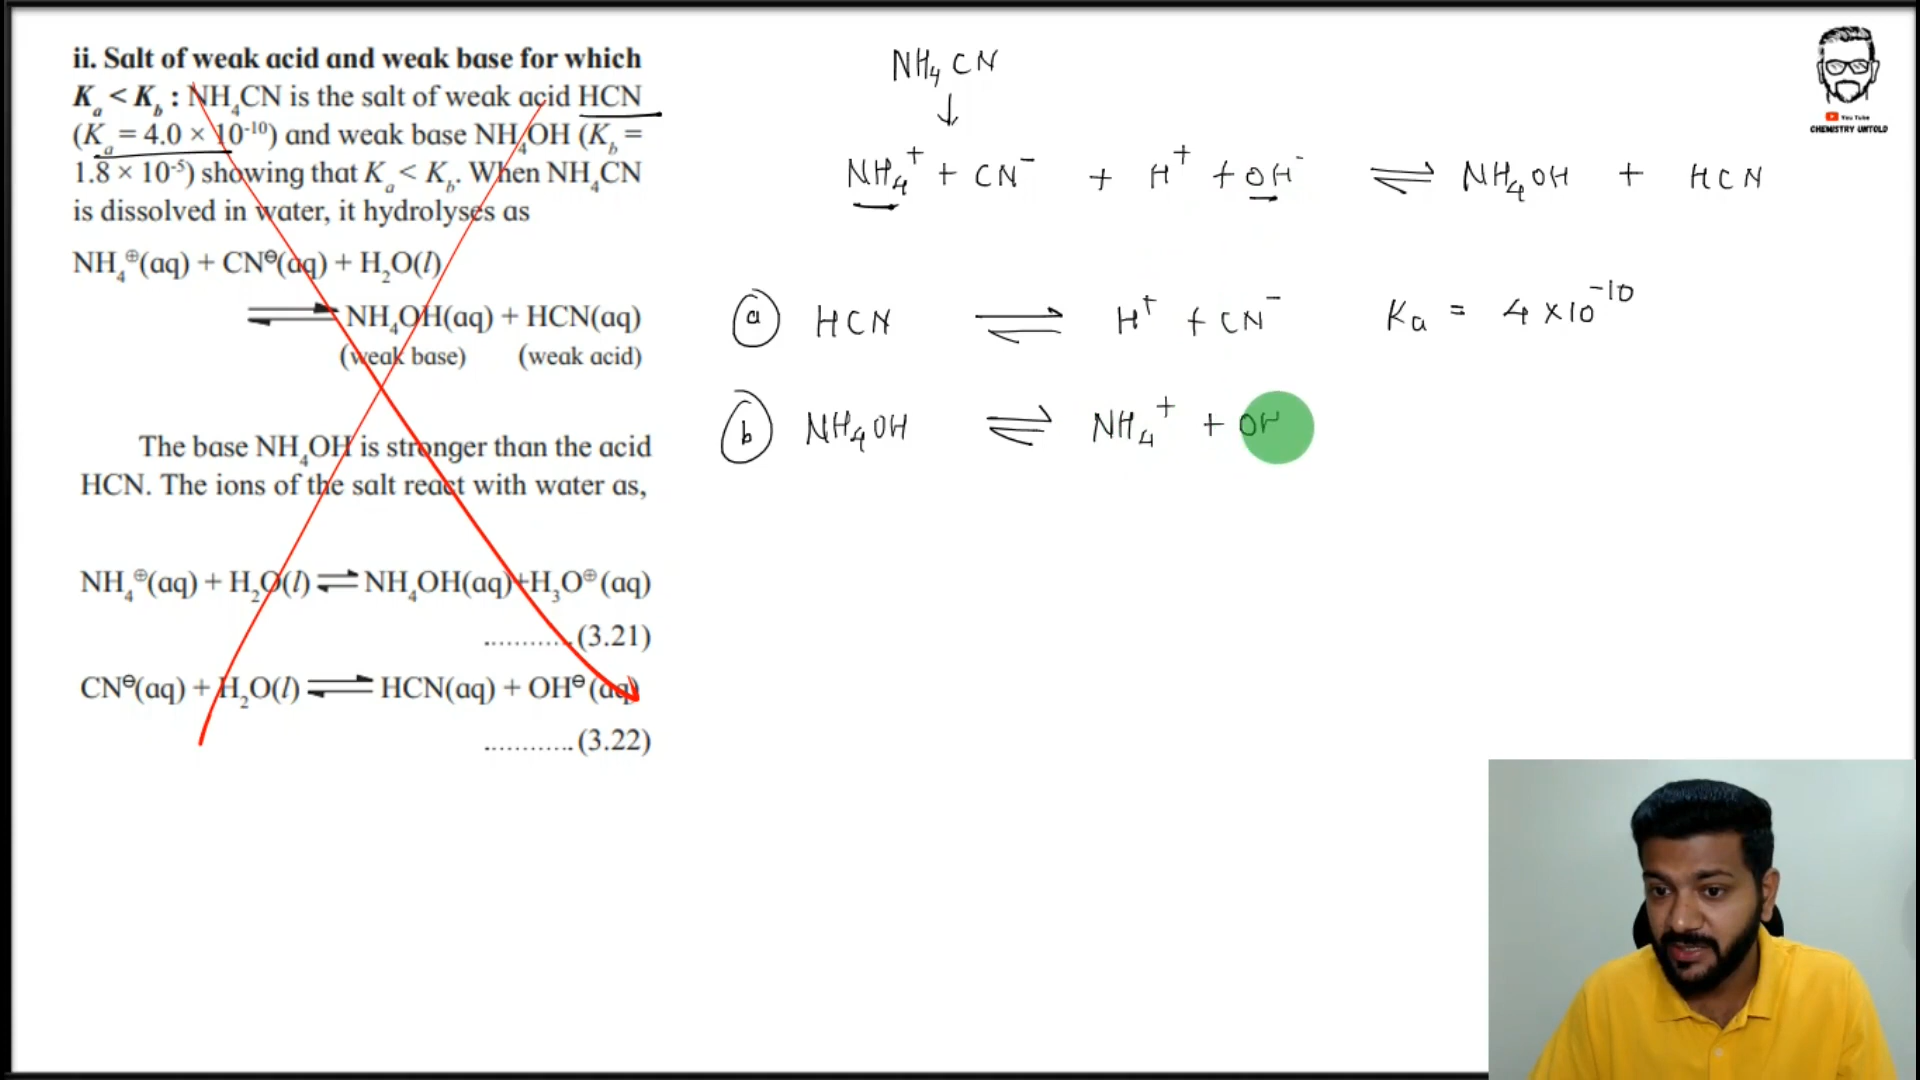 ii. Salt of weak acid and weak base for which
Kₐ < K_b : NH₄CN is the salt of weak acid HCN
(Kₐ = 4.0 × 10⁻¹⁰) and weak base NH₄OH (K_b =
1.8 × 10⁻⁵) showing that Kₐ < K_b. When NH₄CN
is dissolved in water, it hydrolyses as
NH₄⊕(aq) + CN⊖(aq) + H₂O(l)
⇌ NH₄OH(aq) + HCN(aq)
(weak base) (weak acid)
The base NH₄OH is stronger than the acid
HCN. The ions of the salt react with water as,
NH₄⊕(aq) + H₂O(l) ⇌ NH₄OH(aq)+H₃O⊕(aq)
...........(3.21)
CN⊖(aq) + H₂O(l) ⇌ HCN(aq) + OH⊖(aq)
............(3.22)
NH₄CN
↓
NH₄⁺ + CN⁻ + H⁺ + OH⁻ ⇌ NH₄OH + HCN
(a) HCN ⇌ H⁺ + CN⁻ Ka = 4 × 10⁻¹⁰
(b) NH₄OH ⇌ NH₄⁺ + OH
You Tube
CHEMISTRY UNTOLD